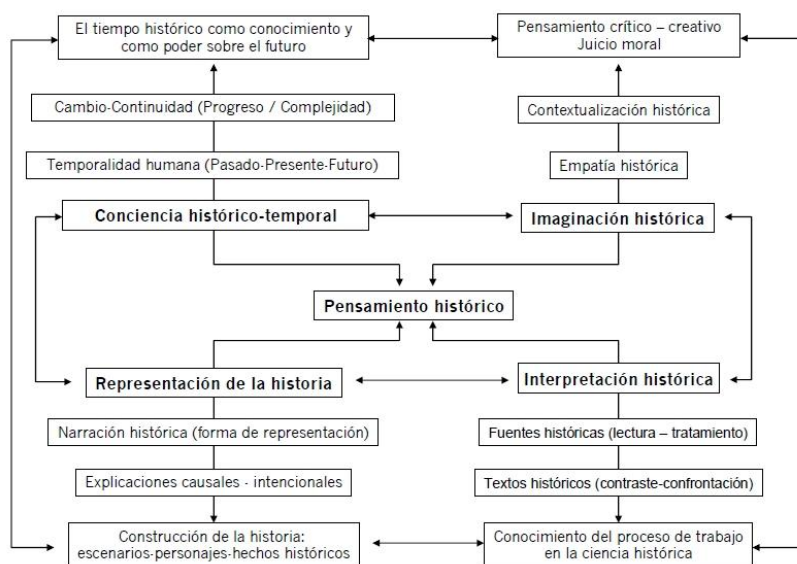 El tiempo histórico como conocimiento y
como poder sobre el futuro
Pensamiento crítico – creativo
Juicio moral
Cambio-Continuidad (Progreso / Complejidad)
Contextualización histórica
Temporalidad humana (Pasado-Presente-Futuro)
Empatía histórica
Conciencia histórico-temporal
Imaginación histórica
Pensamiento histórico
Representación de la historia
Interpretación histórica
Narración histórica (forma de representación)
Fuentes históricas (lectura – tratamiento)
Explicaciones causales - intencionales
Textos históricos (contraste-confrontación)
Construcción de la historia:
escenarios-personajes-hechos históricos
Conocimiento del proceso de trabajo
en la ciencia histórica